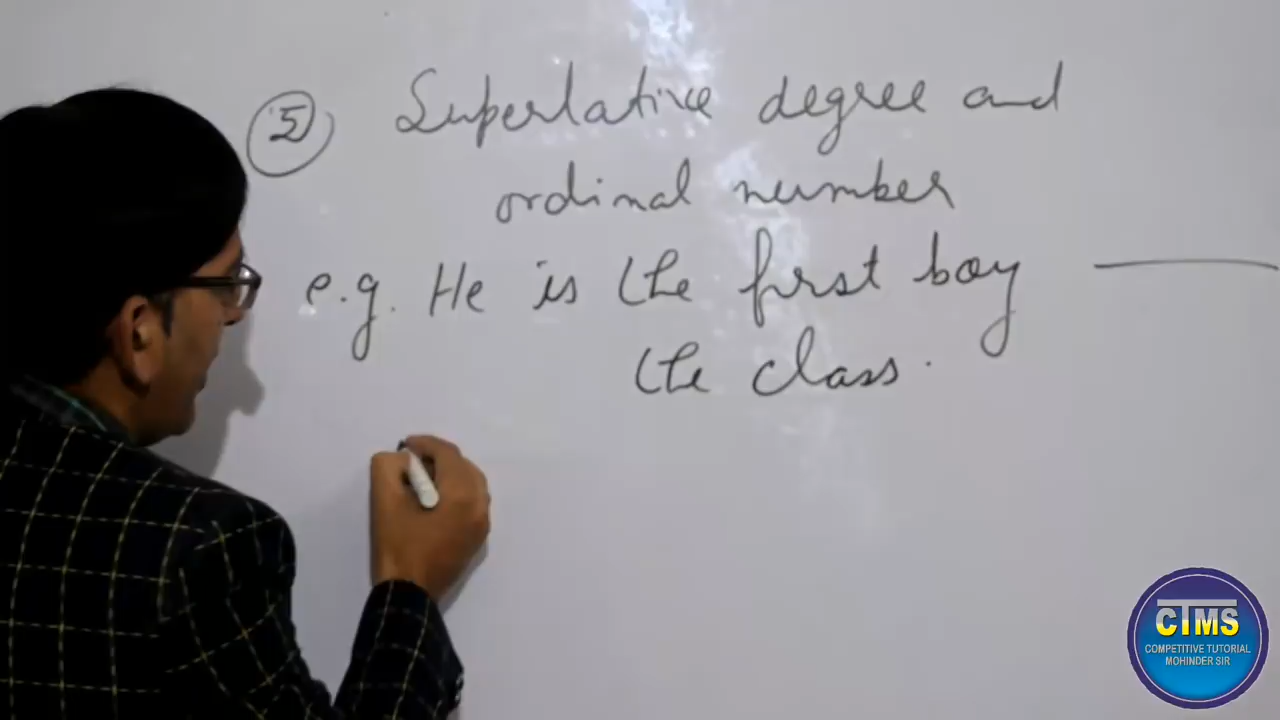 5 Superlative degree and
ordinal number
e.g. He is the first boy ———
the class.
CTMS
COMPETITIVE TUTORIAL
MOHINDER SIR